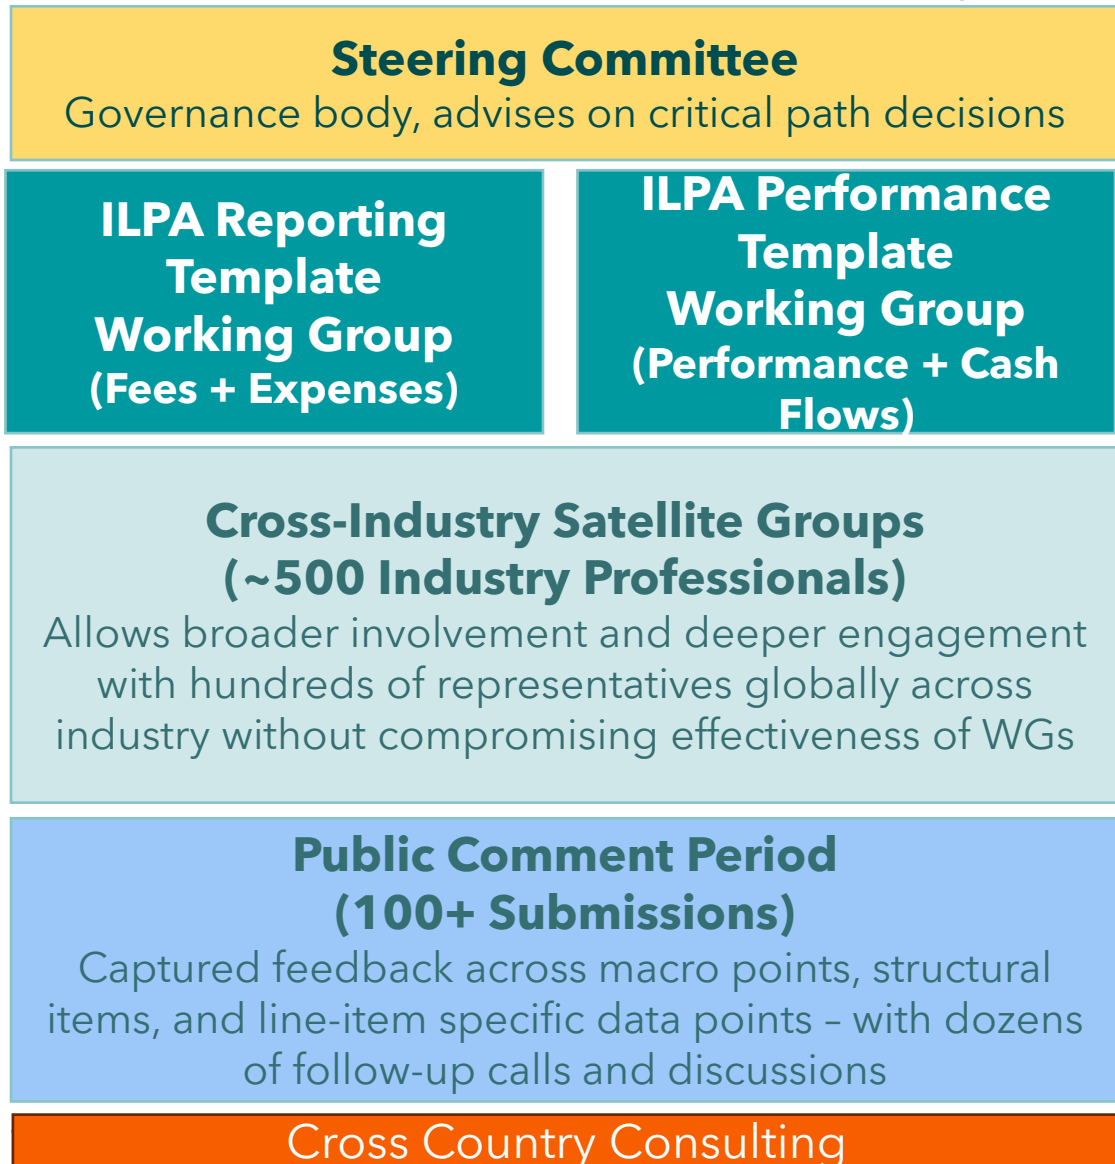 Steering Committee
Governance body, advises on critical path decisions
ILPA Reporting
Template
Working Group
(Fees + Expenses)
ILPA Performance
Template
Working Group
(Performance + Cash
Flows)
Cross-Industry Satellite Groups
(~500 Industry Professionals)
Allows broader involvement and deeper engagement
with hundreds of representatives globally across
industry without compromising effectiveness of WGs
Public Comment Period
(100+ Submissions)
Captured feedback across macro points, structural
items, and line-item specific data points – with dozens
of follow-up calls and discussions
Cross Country Consulting